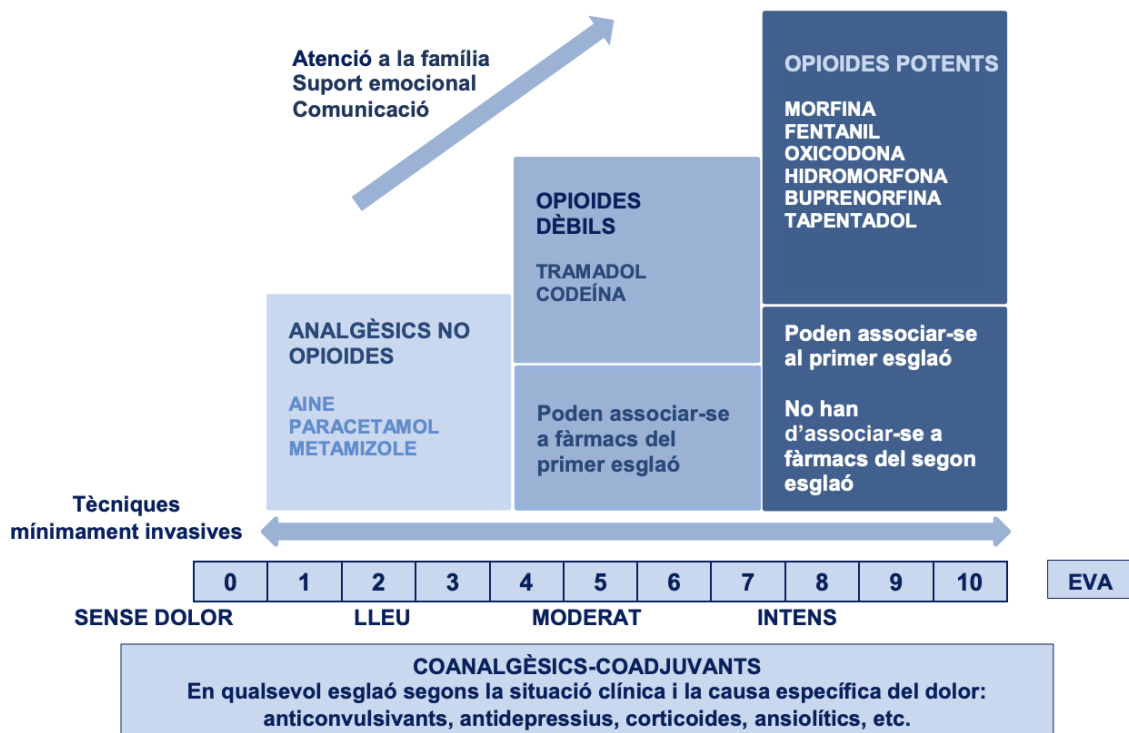 Atenció a la família
Suport emocional
Comunicació
OPIOIDES POTENTS
MORFINA
FENTANIL
OXICODONA
HIDROMORFONA
BUPRENORFINA
TAPENTADOL
OPIOIDES
DÈBILS
TRAMADOL
CODEÍNA
ANALGÈSICS NO
OPIOIDES
AINE
PARACETAMOL
METAMIZOLE
Poden associar-se
a fàrmacs del
primer esglaó
Poden associar-se
al primer esglaó
No han
d’associar-se a
fàrmacs del segon
esglaó
Tècniques
mínimament invasives
0 1 2 3 4 5 6 7 8 9 10 EVA
SENSE DOLOR LLEU MODERAT INTENS
COANALGÈSICS-COADJUVANTS
En qualsevol esglaó segons la situació clínica i la causa específica del dolor:
anticonvulsivants, antidepressius, corticoides, ansiolítics, etc.